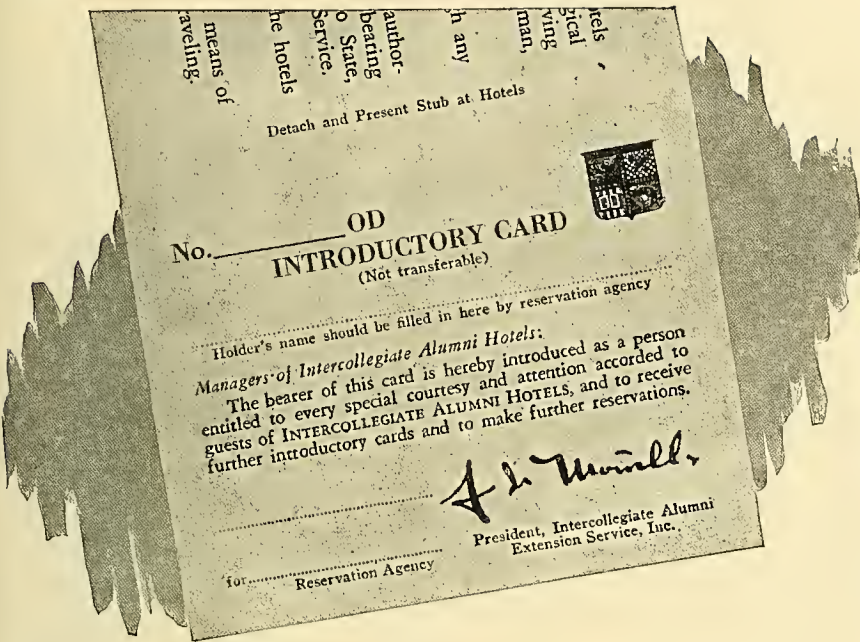 otels
gical
ving
man,
h any
author-
bearing
o State,
Service.
he hotels
means of
aveling.
Detach and Present Stub at Hotels
No.__________OD
INTRODUCTORY CARD
(Not transferable)
Holder's name should be filled in here by reservation agency
Managers of Intercollegiate Alumni Hotels:
The bearer of this card is hereby introduced as a person
entitled to every special courtesy and attention accorded to
guests of INTERCOLLEGIATE ALUMNI HOTELS, and to receive
further introductory cards and to make further reservations.
J. L. Morrill
President, Intercollegiate Alumni
Extension Service, Inc.
for....................
Reservation Agency